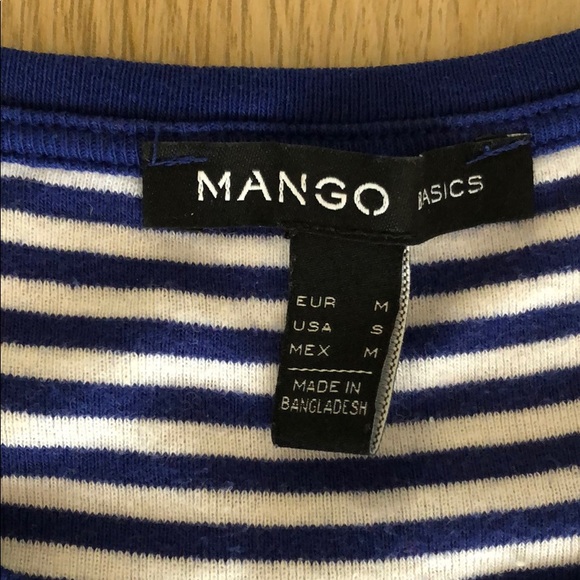 MANGO BASICS
EUR M
USA S
MEX M
MADE IN
BANGLADESH